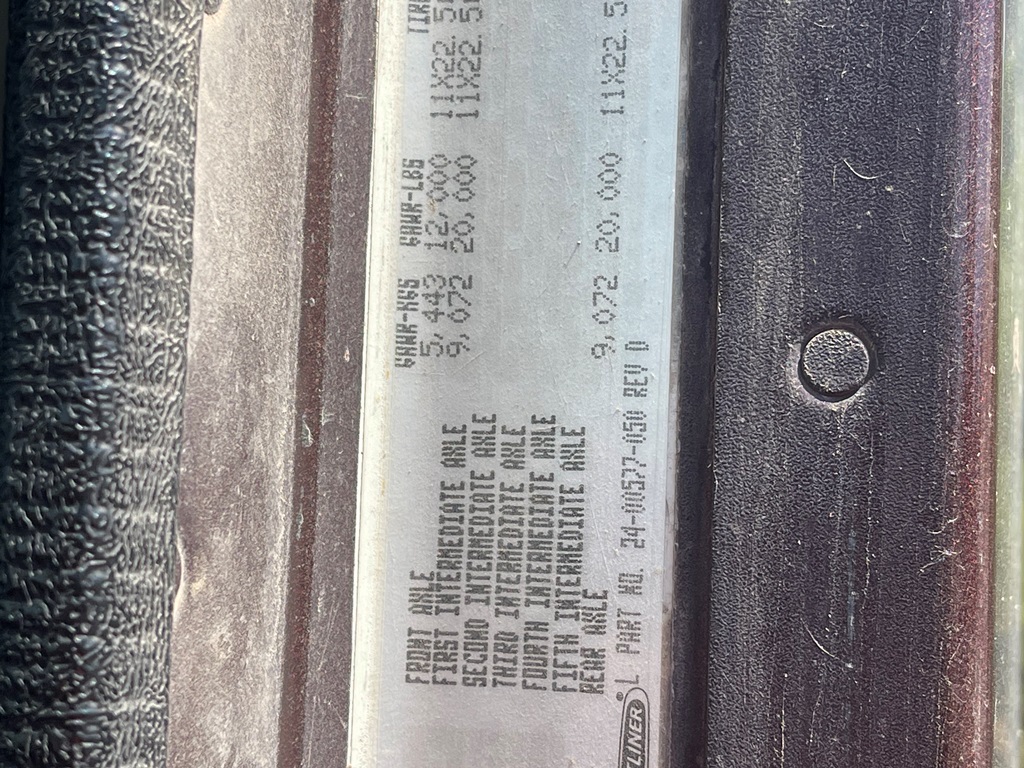 GAWR-KGS GAWR-LBS TIRE
FRONT AXLE 5,443 12,000 11X22.5
FIRST INTERMEDIATE AXLE 9,072 20,000 11X22.5
SECOND INTERMEDIATE AXLE
THIRD INTERMEDIATE AXLE
FOURTH INTERMEDIATE AXLE
FIFTH INTERMEDIATE AXLE
REAR AXLE 9,072 20,000 11X22.5
LINER L PART NO. 24-00577-050 REV D